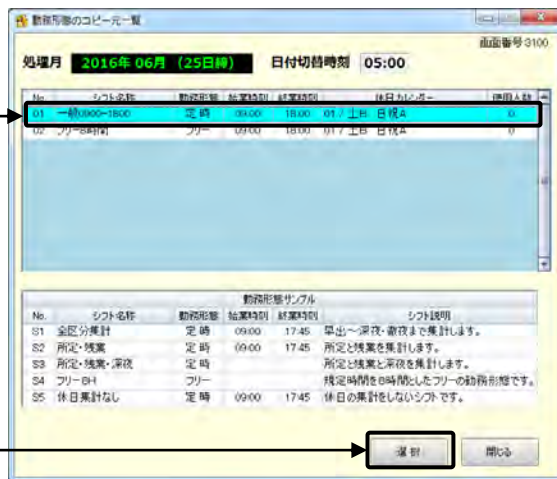 勤務形態のコピー元一覧
画面番号3100
処理月 2016年 06月 (25日締) 日付切替時刻 05:00
No. シフト名称 勤務形態 始業時刻 終業時刻 休日カレンダー 使用人数
01 一般0900-1800 定時 09:00 18:00 01 / 土日 日祝A 0
02 フリー8時間 フリー 09:00 18:00 01 / 土日 日祝A 0
勤務形態サンプル
No. シフト名称 勤務形態 始業時刻 終業時刻 シフト説明
S1 全区分集計 定時 09:00 17:45 早出～深夜・徹夜まで集計します。
S2 所定・残業 定時 09:00 17:45 所定と残業を集計します。
S3 所定・残業・深夜 定時 所定と残業と深夜を集計します。
S4 フリー8H フリー 規定時間を8時間としたフリーの勤務形態です。
S5 休日集計なし 定時 09:00 17:45 休日の集計をしないシフトです。
選択 閉じる